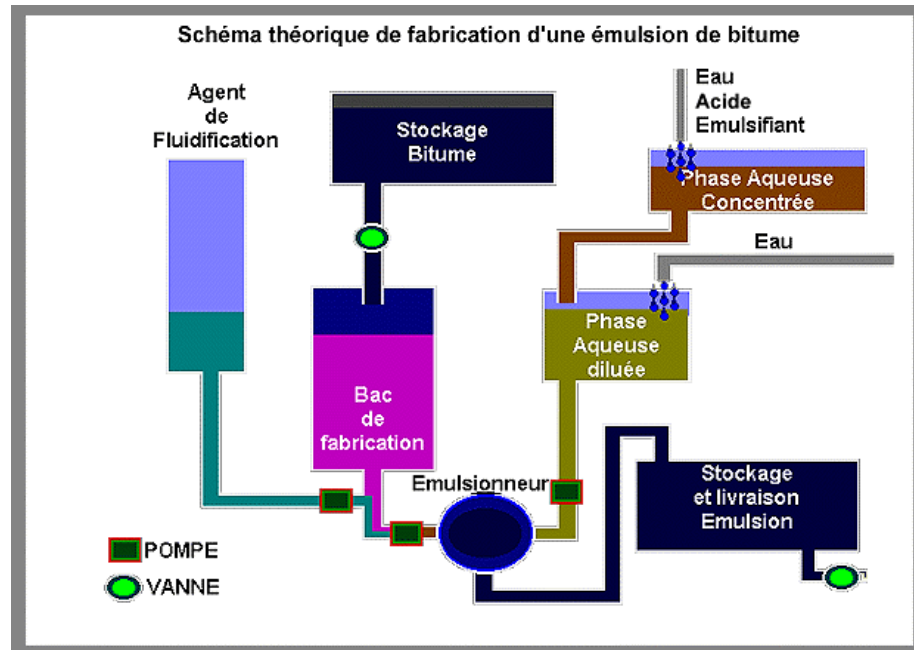 Schéma théorique de fabrication d'une émulsion de bitume
Agent
de
Fluidification
Stockage
Bitume
Eau
Acide
Emulsifiant
Phase Aqueuse
Concentrée
Eau
Phase
Aqueuse
diluée
Bac
de
fabrication
Emulsionneur
Stockage
et livraison
Emulsion
POMPE
VANNE